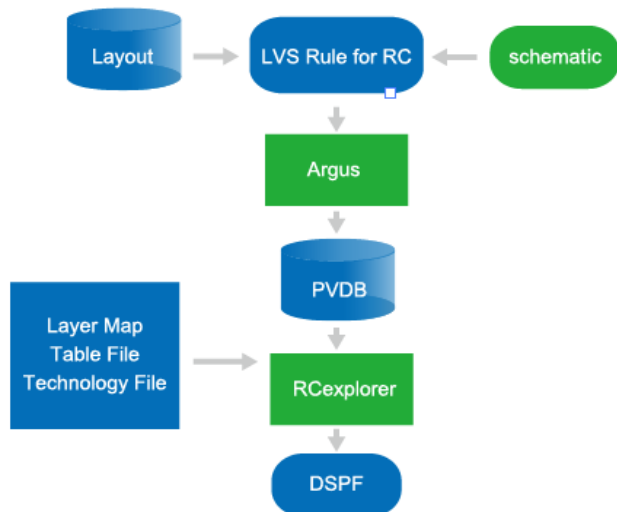 Layout
LVS Rule for RC
schematic
Argus
PVDB
Layer Map
Table File
Technology File
RCexplorer
DSPF